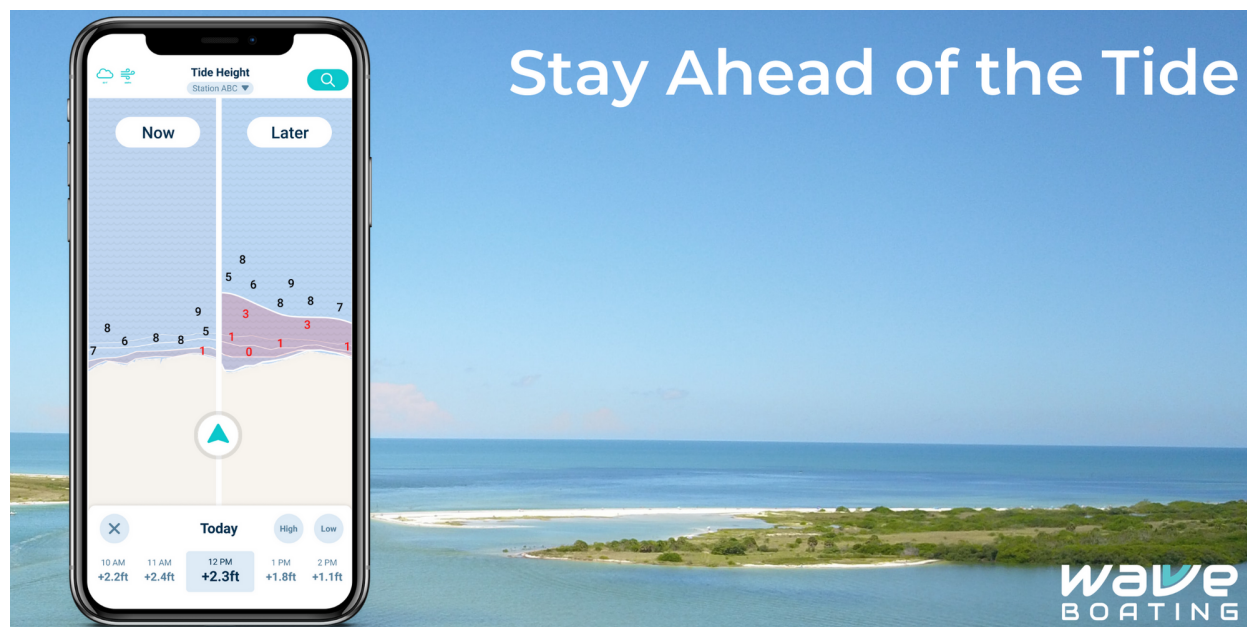 Stay Ahead of the Tide
Tide Height
Station ABC
Now
Later
8
5
6
9
8
8
7
3
3
1
0
1
1
9
8
6
8
8
5
7
1
Today
High
Low
10 AM
11 AM
12 PM
1 PM
2 PM
+2.2ft
+2.4ft
+2.3ft
+1.8ft
+1.1ft
wave
BOATING